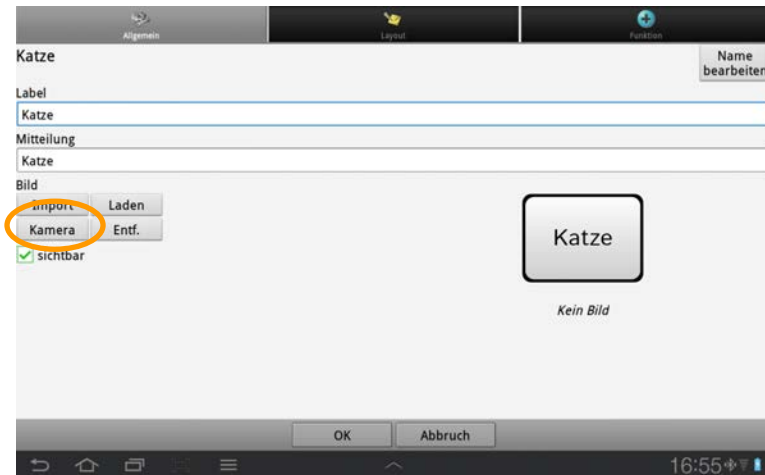 Allgemein
Layout
Funktion
Katze
Name
bearbeiten
Label
Katze
Mitteilung
Katze
Bild
Import
Laden
Kamera
Entf.
sichtbar
Katze
Kein Bild
OK
Abbruch
16:55